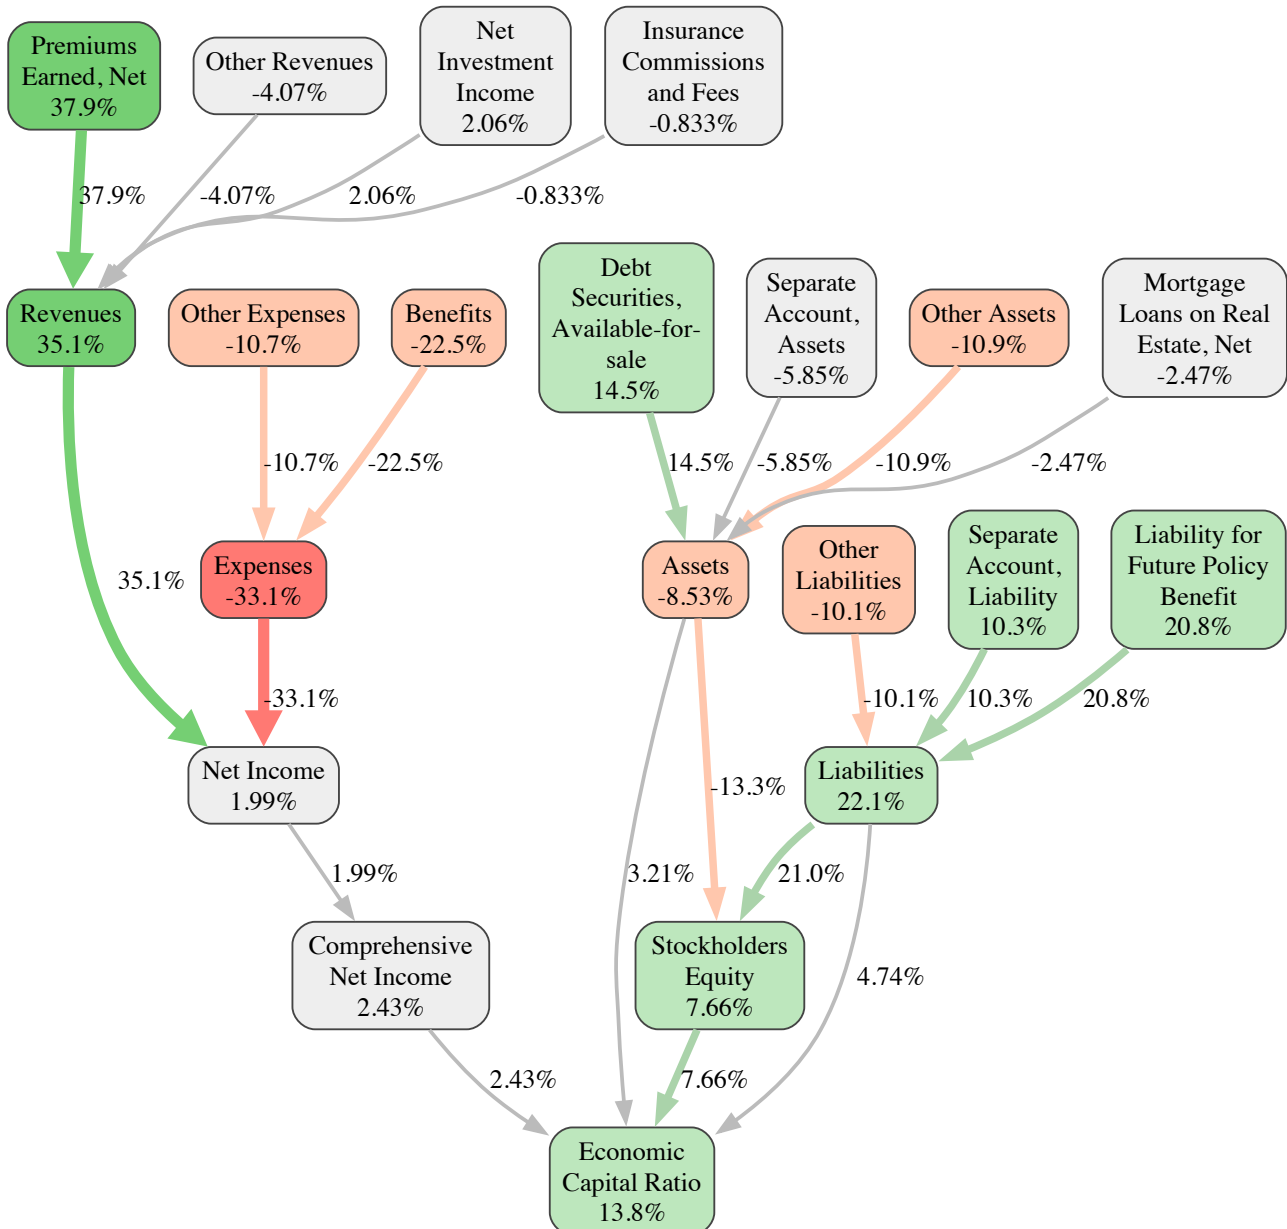 Premiums
Earned, Net
37.9%
Other Revenues
-4.07%
Net
Investment
Income
2.06%
Insurance
Commissions
and Fees
-0.833%
37.9%
-4.07%
2.06%
-0.833%
Revenues
35.1%
Other Expenses
-10.7%
Benefits
-22.5%
Debt
Securities,
Available-for-
sale
14.5%
Separate
Account,
Assets
-5.85%
Other Assets
-10.9%
Mortgage
Loans on Real
Estate, Net
-2.47%
-10.7%
-22.5%
14.5%
-5.85%
-10.9%
-2.47%
35.1%
Expenses
-33.1%
Assets
-8.53%
Other
Liabilities
-10.1%
Separate
Account,
Liability
10.3%
Liability for
Future Policy
Benefit
20.8%
-33.1%
-10.1%
10.3%
20.8%
Net Income
1.99%
-13.3%
Liabilities
22.1%
1.99%
3.21%
21.0%
Comprehensive
Net Income
2.43%
Stockholders
Equity
7.66%
4.74%
2.43%
7.66%
Economic
Capital Ratio
13.8%